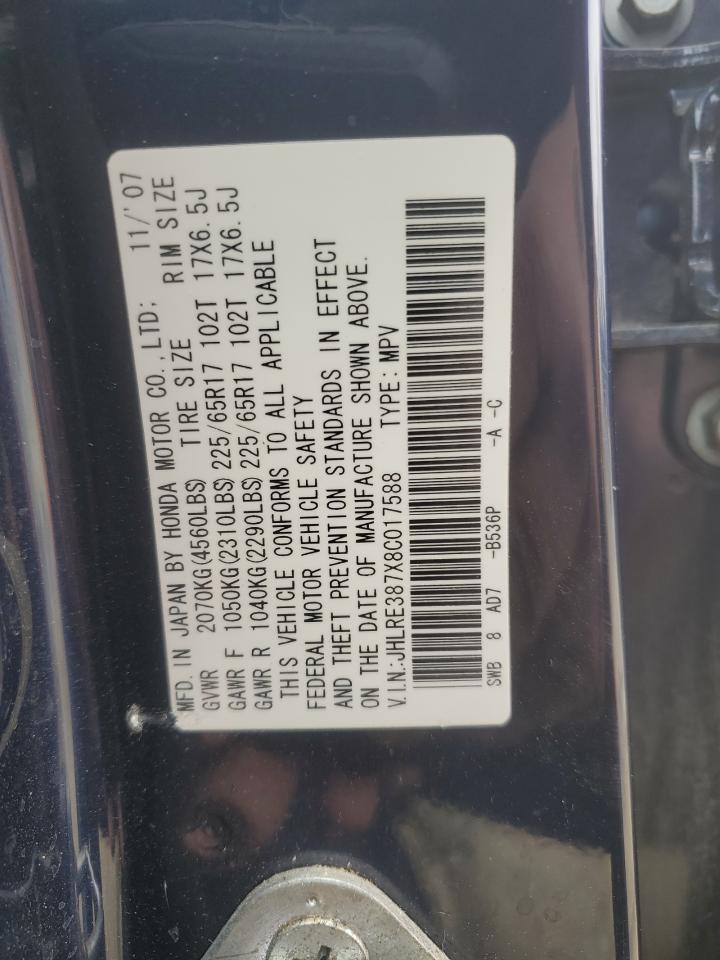 MFD. IN JAPAN BY HONDA MOTOR CO., LTD; 11/'07
GVWR 2070KG(4560LBS) TIRE SIZE RIM SIZE
GAWR F 1050KG(2310LBS) 225/65R17 102T 17X6.5J
GAWR R 1040KG(2290LBS) 225/65R17 102T 17X6.5J
THIS VEHICLE CONFORMS TO ALL APPLICABLE
FEDERAL MOTOR VEHICLE SAFETY
AND THEFT PREVENTION STANDARDS IN EFFECT
ON THE DATE OF MANUFACTURE SHOWN ABOVE.
V.I.N.:JHLRE387X8C017588 TYPE: MPV
SWB 8 AD7 -B536P -A -C